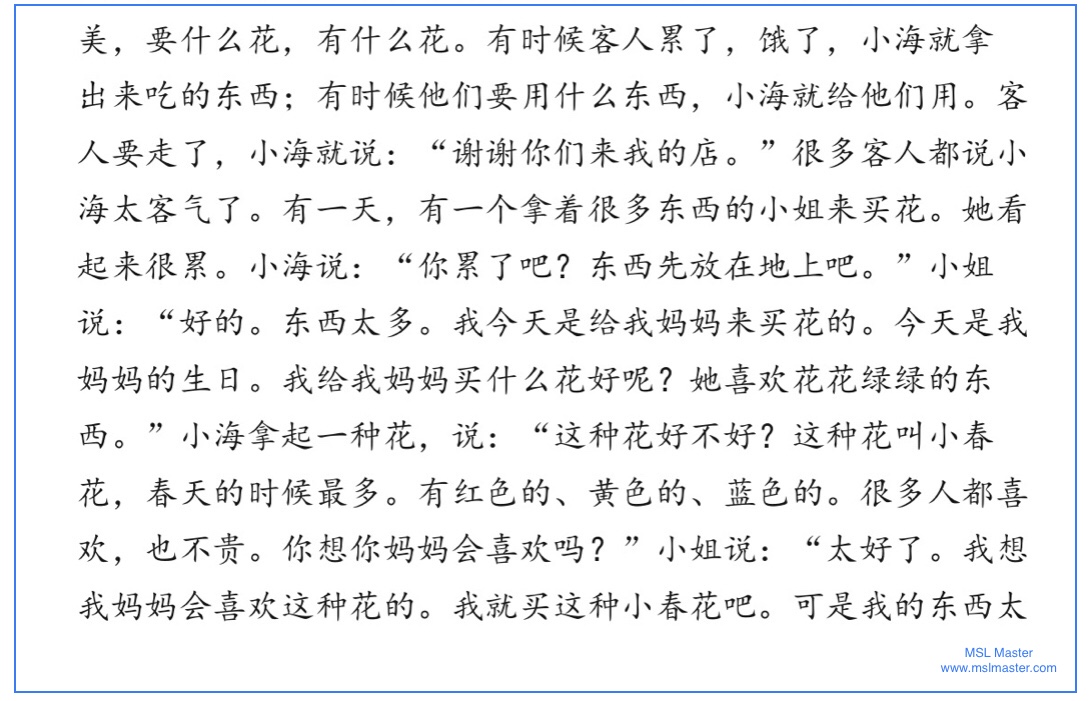 美，要什么花，有什么花。有时候客人累了，饿了，小海就拿
出来吃的东西；有时候他们要用什么东西，小海就给他们用。客
人要走了，小海就说：“谢谢你们来我的店。”很多客人都说小
海太客气了。有一天，有一个拿着很多东西的小姐来买花。她看
起来很累。小海说：“你累了吧？东西先放在地上吧。”小姐
说：“好的。东西太多。我今天是给我妈妈来买花的。今天是我
妈妈的生日。我给我妈妈买什么花好呢？她喜欢花花绿绿的东
西。”小海拿起一种花，说：“这种花好不好？这种花叫小春
花，春天的时候最多。有红色的、黄色的、蓝色的。很多人都喜
欢，也不贵。你想你妈妈会喜欢吗？”小姐说：“太好了。我想
我妈妈会喜欢这种花的。我就买这种小春花吧。可是我的东西太
MSL Master
www.mslmaster.com